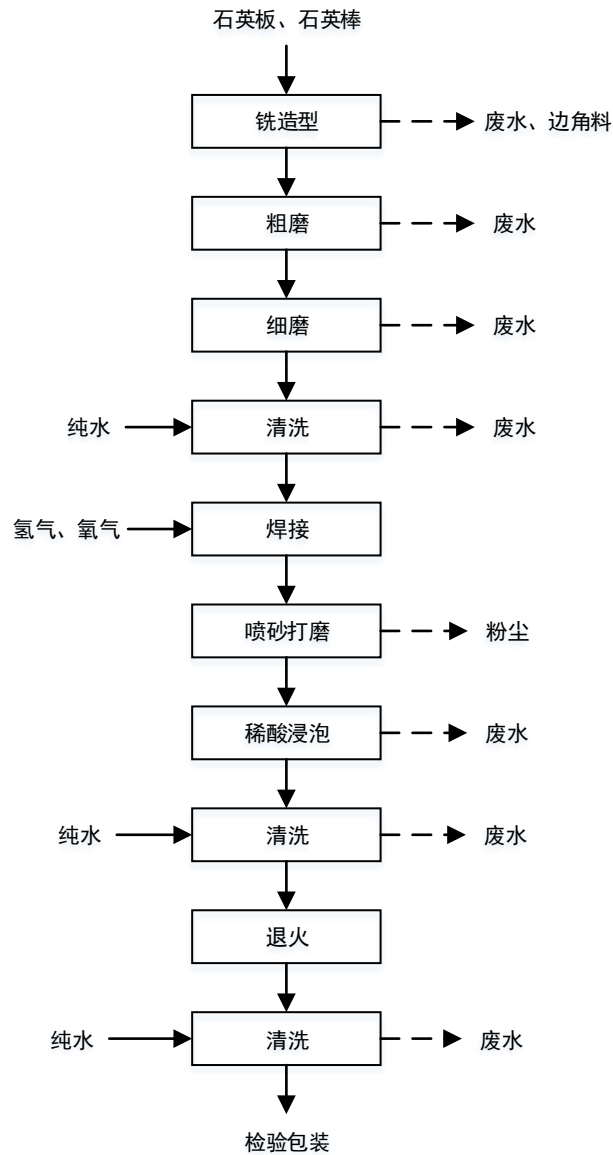 石英板、石英棒
铣造型
废水、边角料
粗磨
废水
细磨
废水
纯水
清洗
废水
氢气、氧气
焊接
喷砂打磨
粉尘
稀酸浸泡
废水
纯水
清洗
废水
退火
纯水
清洗
废水
检验包装